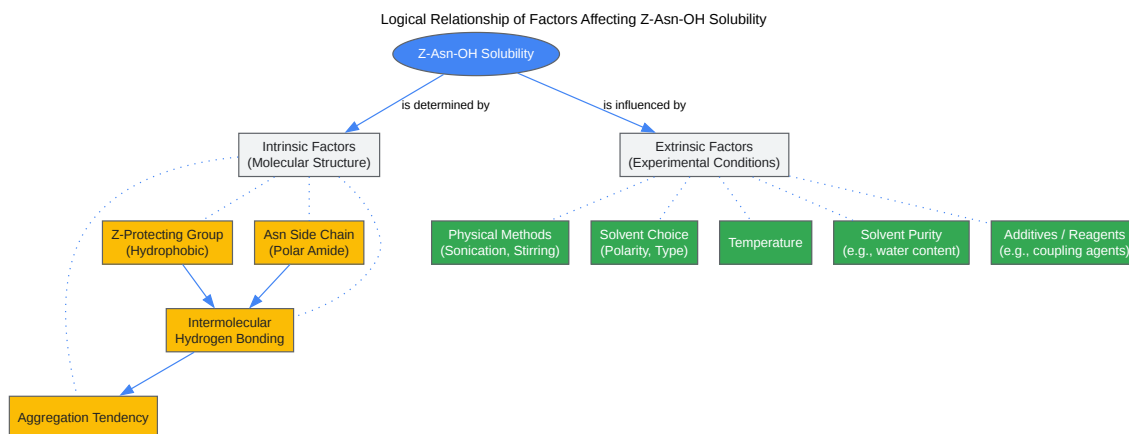 Logical Relationship of Factors Affecting Z-Asn-OH Solubility
Z-Asn-OH Solubility
is determined by
is influenced by
Intrinsic Factors
(Molecular Structure)
Extrinsic Factors
(Experimental Conditions)
Z-Protecting Group
(Hydrophobic)
Asn Side Chain
(Polar Amide)
Physical Methods
(Sonication, Stirring)
Solvent Choice
(Polarity, Type)
Temperature
Solvent Purity
(e.g., water content)
Additives / Reagents
(e.g., coupling agents)
Intermolecular
Hydrogen Bonding
Aggregation Tendency